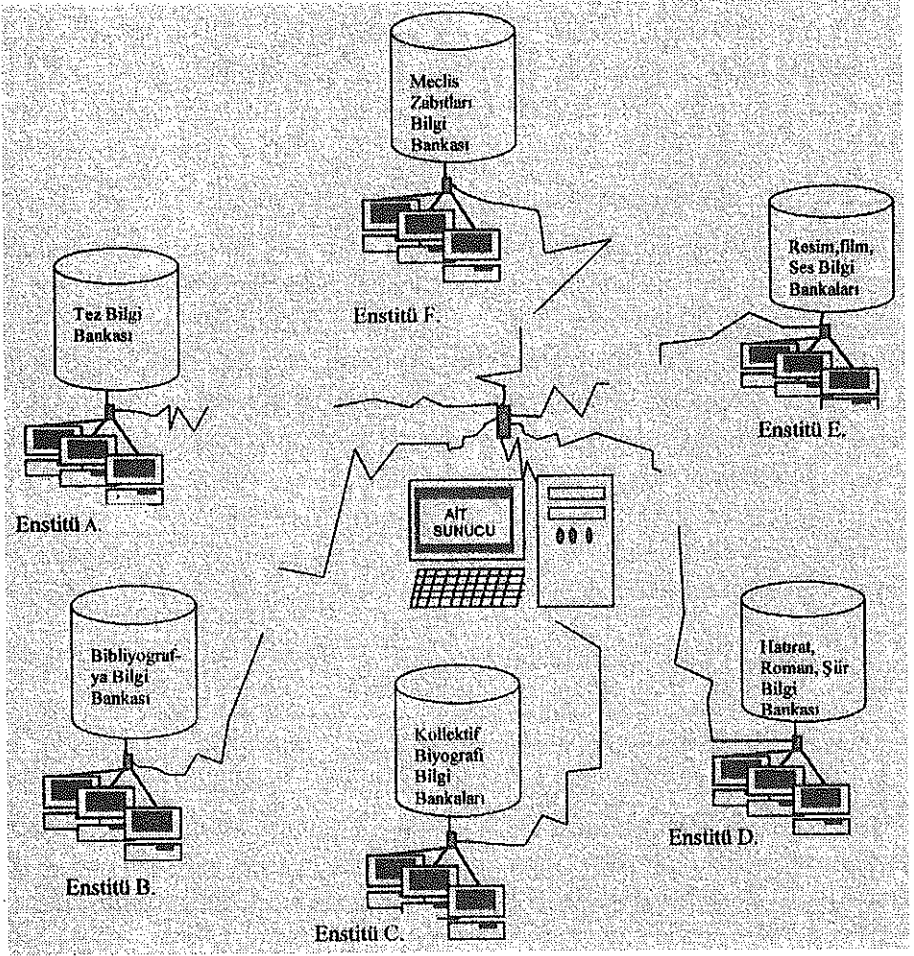 Meclis
Zabıtları
Bilgi
Bankası
Enstitü F.
Resim,film,
Ses Bilgi
Bankaları
Enstitü E.
Tez Bilgi
Bankası
Enstitü A.
AİT
SUNUCU
Bibliyograf-
ya Bilgi
Bankası
Enstitü B.
Kollektif
Biyografi
Bilgi
Bankaları
Enstitü C.
Hatırat,
Roman, Şiir
Bilgi
Bankası
Enstitü D.